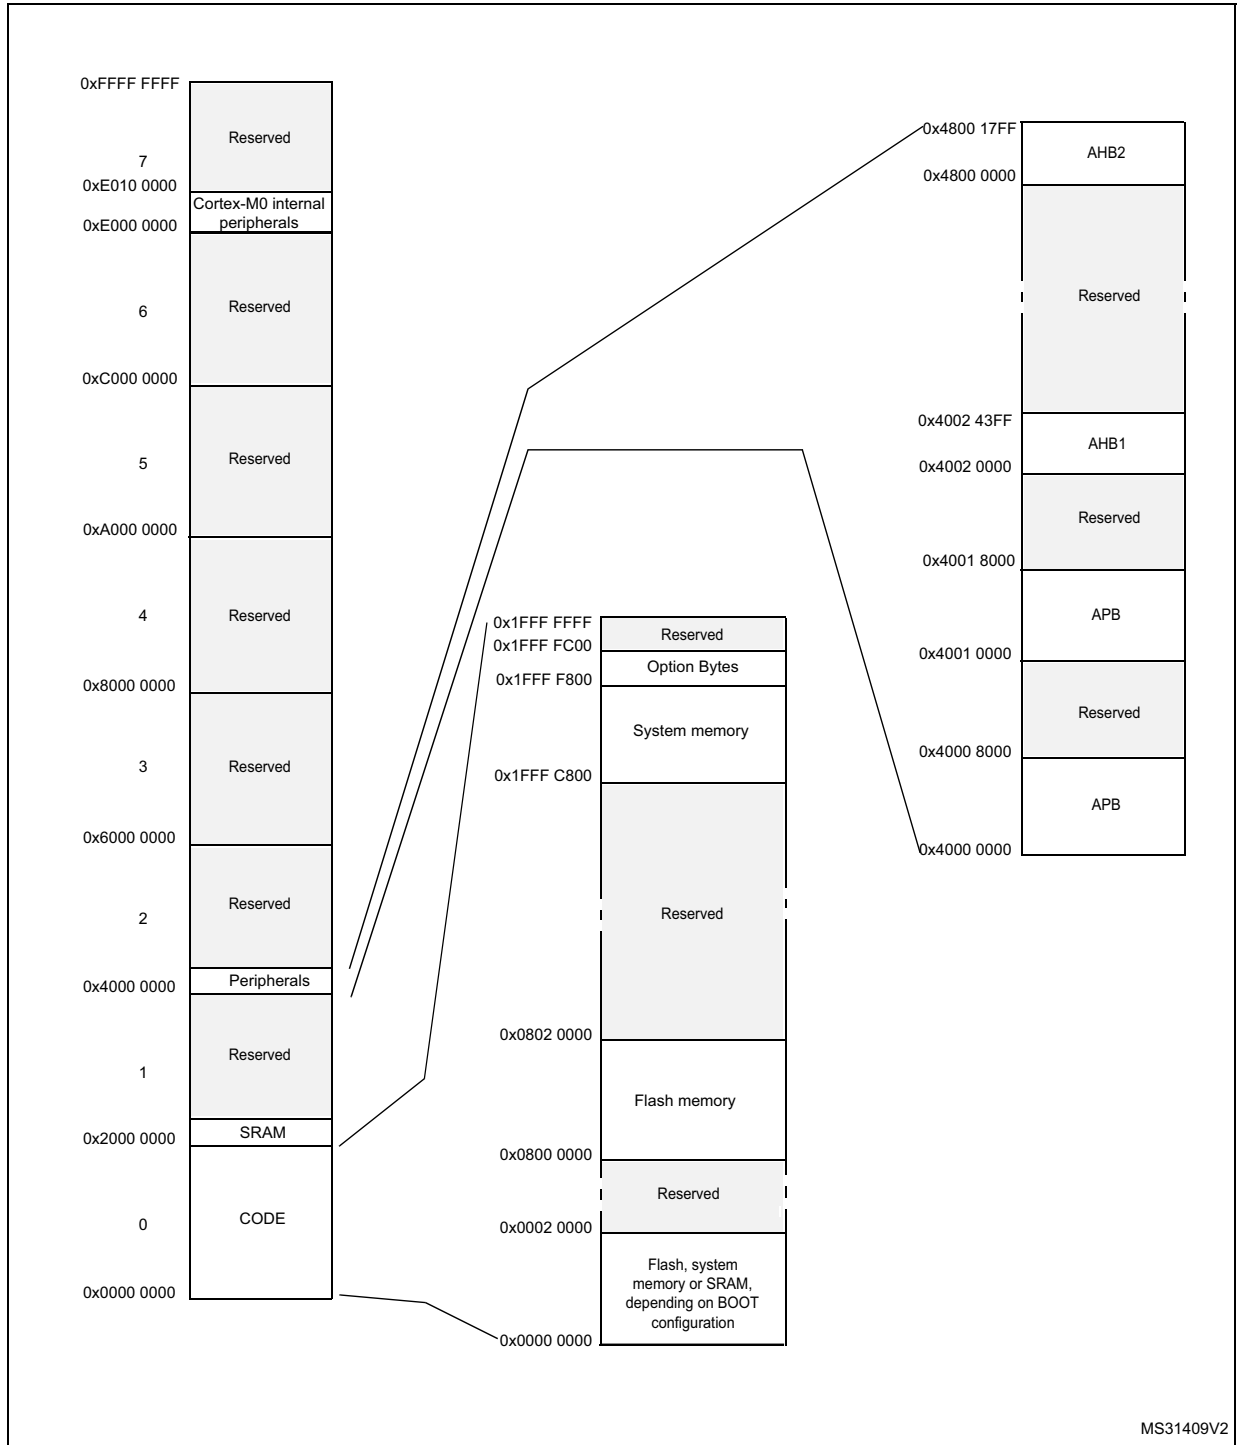 0xFFFF FFFF
Reserved
7
0xE010 0000
Cortex-M0 internal
peripherals
0xE000 0000
Reserved
6
0xC000 0000
Reserved
5
0xA000 0000
Reserved
4
0x8000 0000
Reserved
3
0x6000 0000
Reserved
2
Peripherals
0x4000 0000
Reserved
1
SRAM
0x2000 0000
CODE
0
0x0000 0000
0x1FFF FFFF
Reserved
0x1FFF FC00
Option Bytes
0x1FFF F800
System memory
0x1FFF C800
Reserved
0x0802 0000
Flash memory
0x0800 0000
Reserved
0x0002 0000
Flash, system
memory or SRAM,
depending on BOOT
configuration
0x0000 0000
0x4800 17FF
AHB2
0x4800 0000
Reserved
0x4002 43FF
AHB1
0x4002 0000
Reserved
0x4001 8000
APB
0x4001 0000
Reserved
0x4000 8000
APB
0x4000 0000
MS31409V2